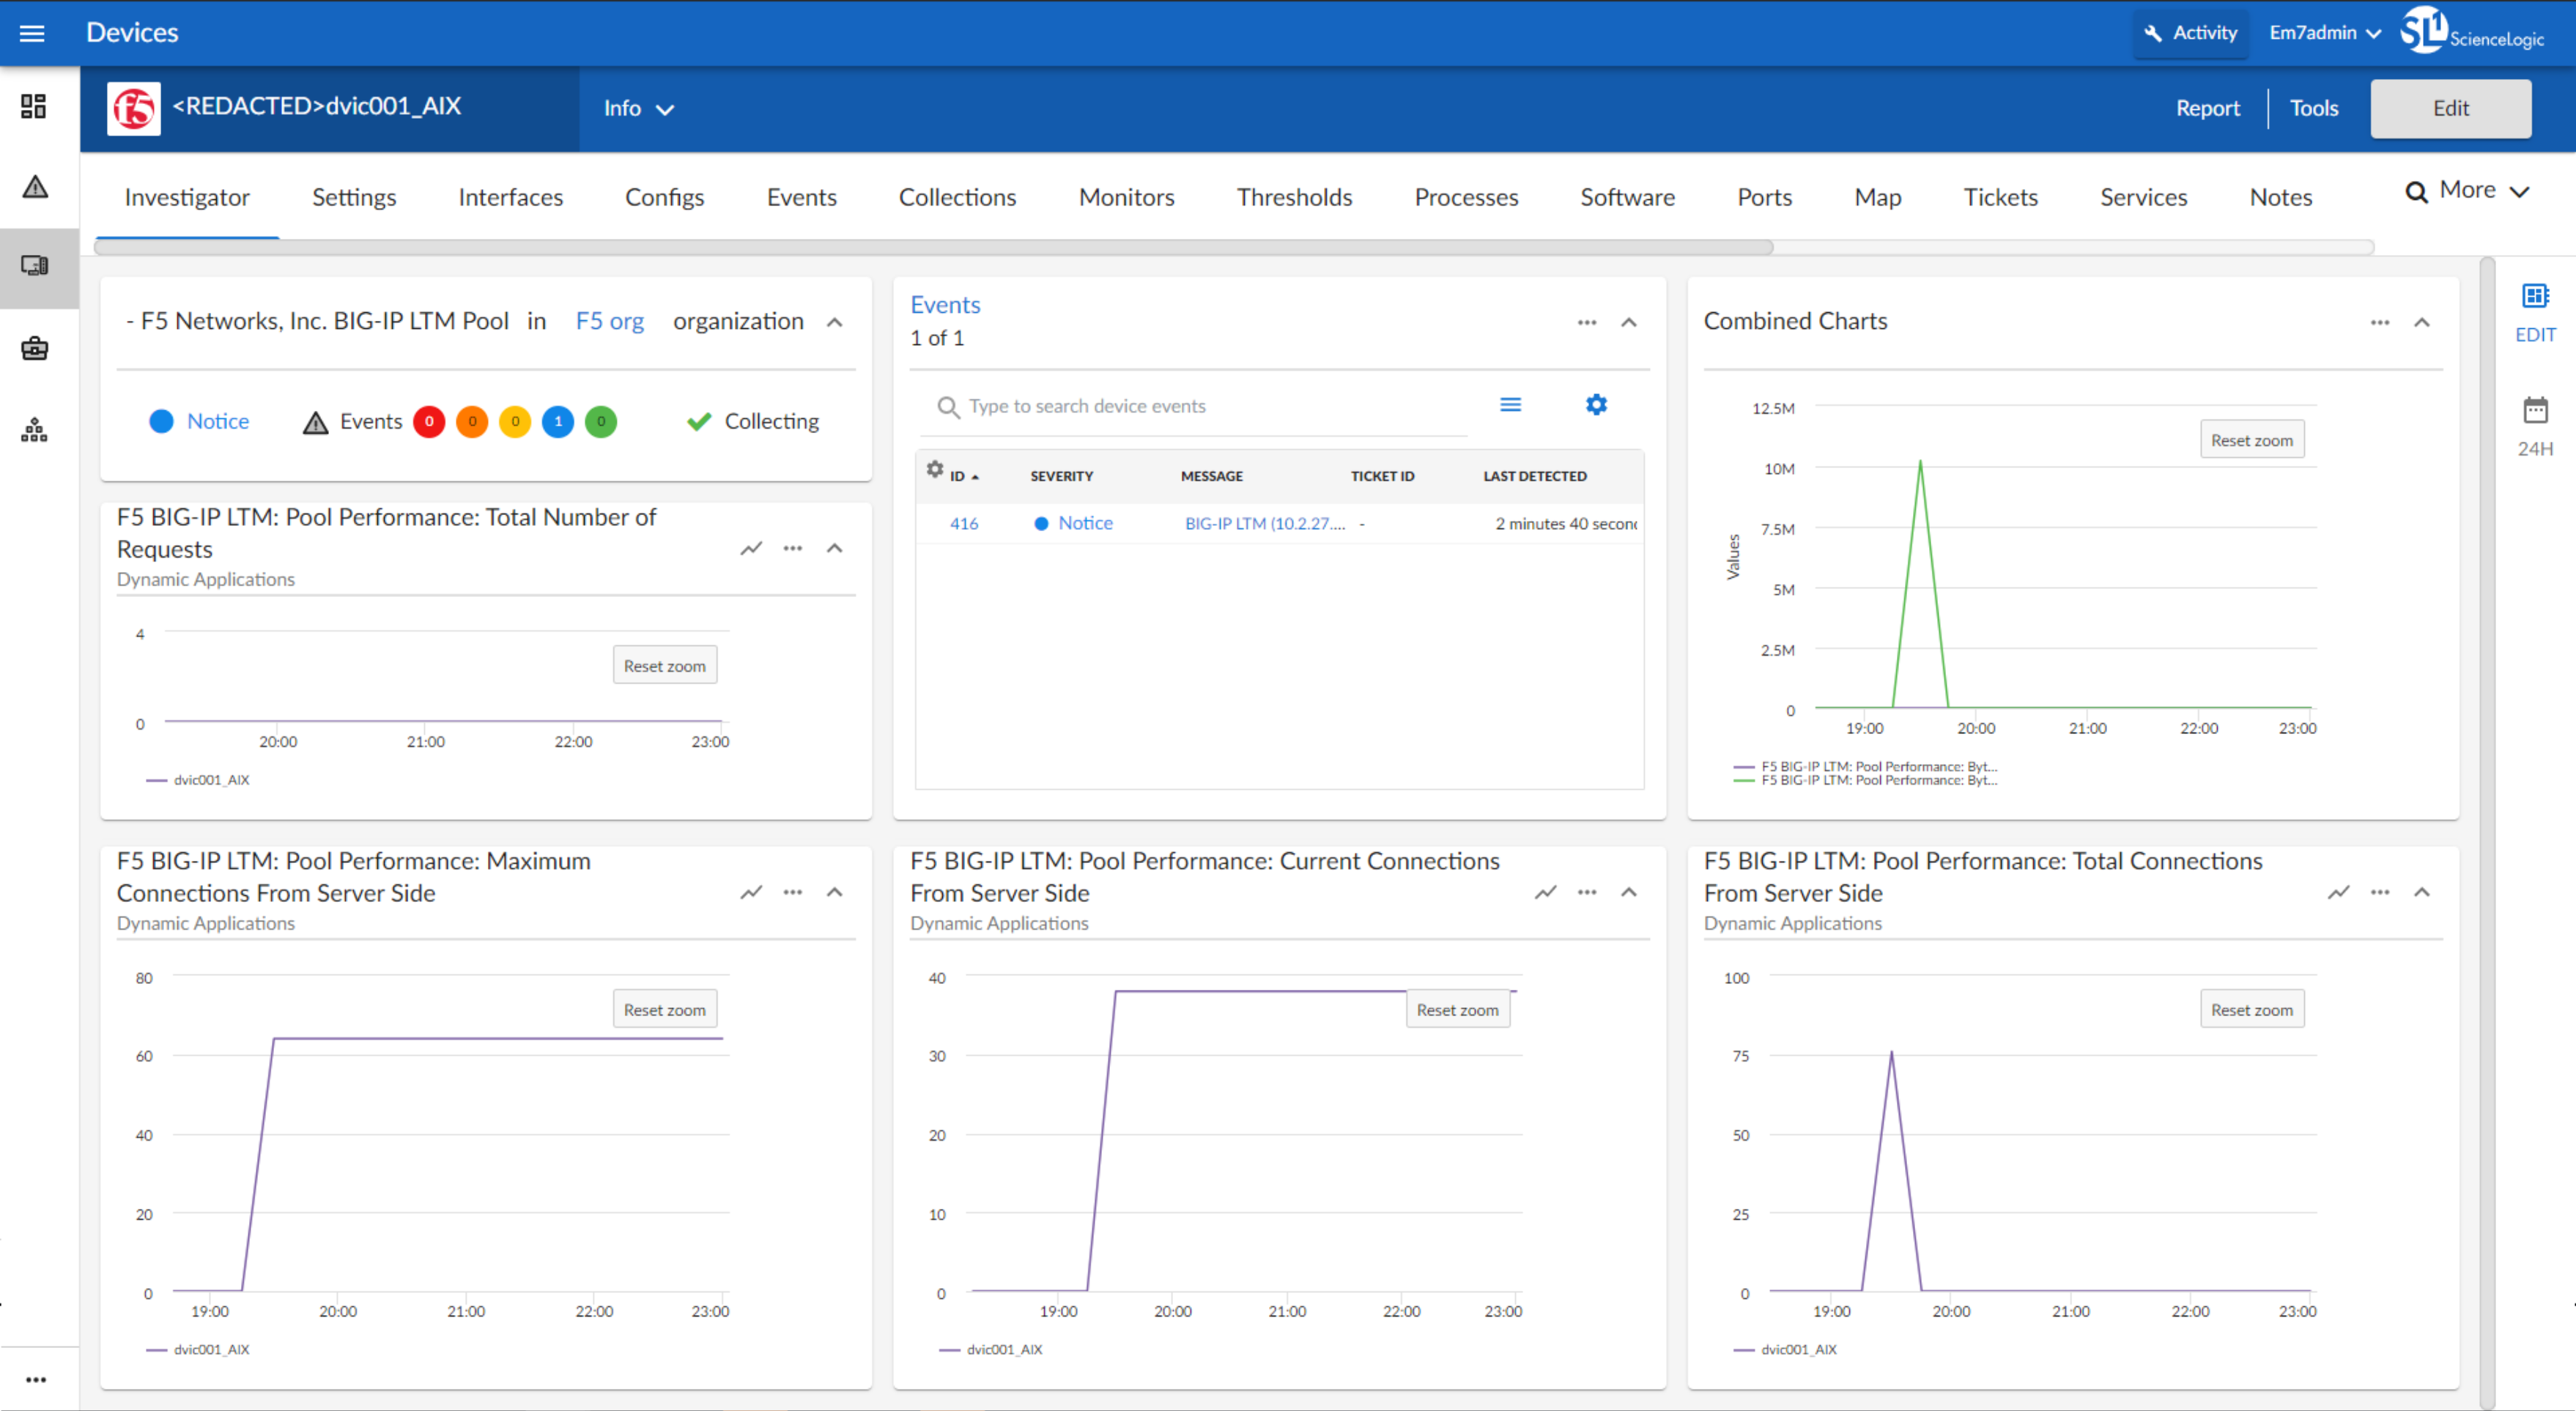 Devices
Activity
Em7admin
SL1 ScienceLogic
f5 <REDACTED>dvic001_AIX
Info
Report
Tools
Edit
Investigator Settings Interfaces Configs Events Collections Monitors Thresholds Processes Software Ports Map Tickets Services Notes More
- F5 Networks, Inc. BIG-IP LTM Pool in F5 org organization
Notice Events 0 0 0 1 0 Collecting
Events
1 of 1
Type to search device events
ID SEVERITY MESSAGE TICKET ID LAST DETECTED
416 Notice BIG-IP LTM (10.2.27.... - 2 minutes 40 secon
Combined Charts
12.5M
Reset zoom
10M
7.5M
Values
5M
2.5M
0
19:00 20:00 21:00 22:00 23:00
F5 BIG-IP LTM: Pool Performance: Byt...
F5 BIG-IP LTM: Pool Performance: Byt...
EDIT
24H
F5 BIG-IP LTM: Pool Performance: Total Number of
Requests
Dynamic Applications
4
Reset zoom
0
20:00 21:00 22:00 23:00
dvic001_AIX
F5 BIG-IP LTM: Pool Performance: Maximum
Connections From Server Side
Dynamic Applications
80
Reset zoom
60
40
20
0
19:00 20:00 21:00 22:00 23:00
dvic001_AIX
F5 BIG-IP LTM: Pool Performance: Current Connections
From Server Side
Dynamic Applications
40
Reset zoom
30
20
10
0
19:00 20:00 21:00 22:00 23:00
dvic001_AIX
F5 BIG-IP LTM: Pool Performance: Total Connections
From Server Side
Dynamic Applications
100
Reset zoom
75
50
25
0
19:00 20:00 21:00 22:00 23:00
dvic001_AIX